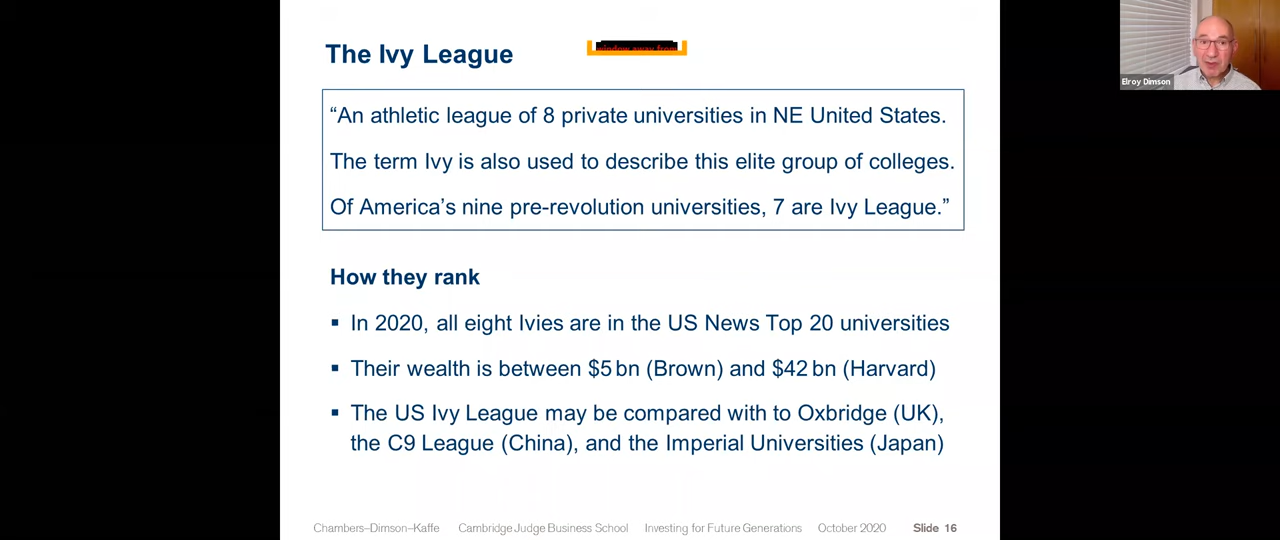 The Ivy League
window away from
Elroy Dimson
“An athletic league of 8 private universities in NE United States.
The term Ivy is also used to describe this elite group of colleges.
Of America’s nine pre-revolution universities, 7 are Ivy League.”
How they rank
▪ In 2020, all eight Ivies are in the US News Top 20 universities
▪ Their wealth is between $5 bn (Brown) and $42 bn (Harvard)
▪ The US Ivy League may be compared with to Oxbridge (UK),
the C9 League (China), and the Imperial Universities (Japan)
Chambers–Dimson–Kaffe Cambridge Judge Business School Investing for Future Generations October 2020 Slide 16